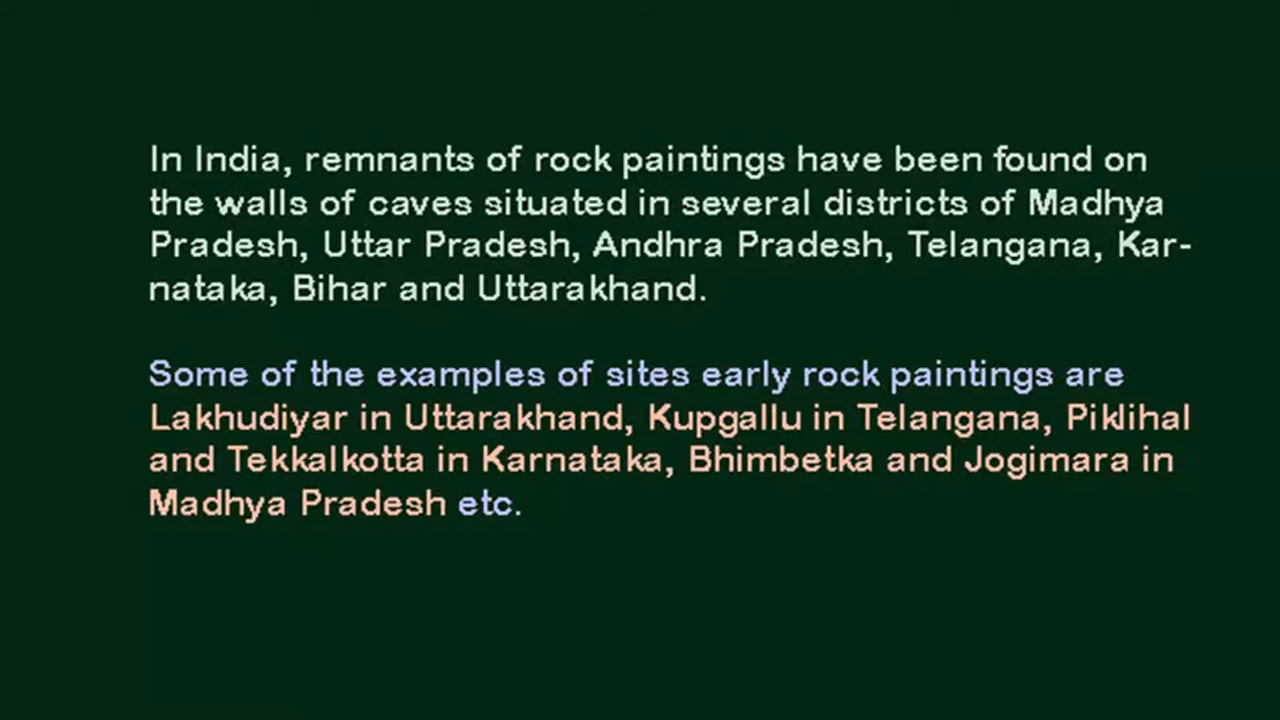 In India, remnants of rock paintings have been found on
the walls of caves situated in several districts of Madhya
Pradesh, Uttar Pradesh, Andhra Pradesh, Telangana, Kar-
nataka, Bihar and Uttarakhand.
Some of the examples of sites early rock paintings are
Lakhudiyar in Uttarakhand, Kupgallu in Telangana, Piklihal
and Tekkalkotta in Karnataka, Bhimbetka and Jogimara in
Madhya Pradesh etc.